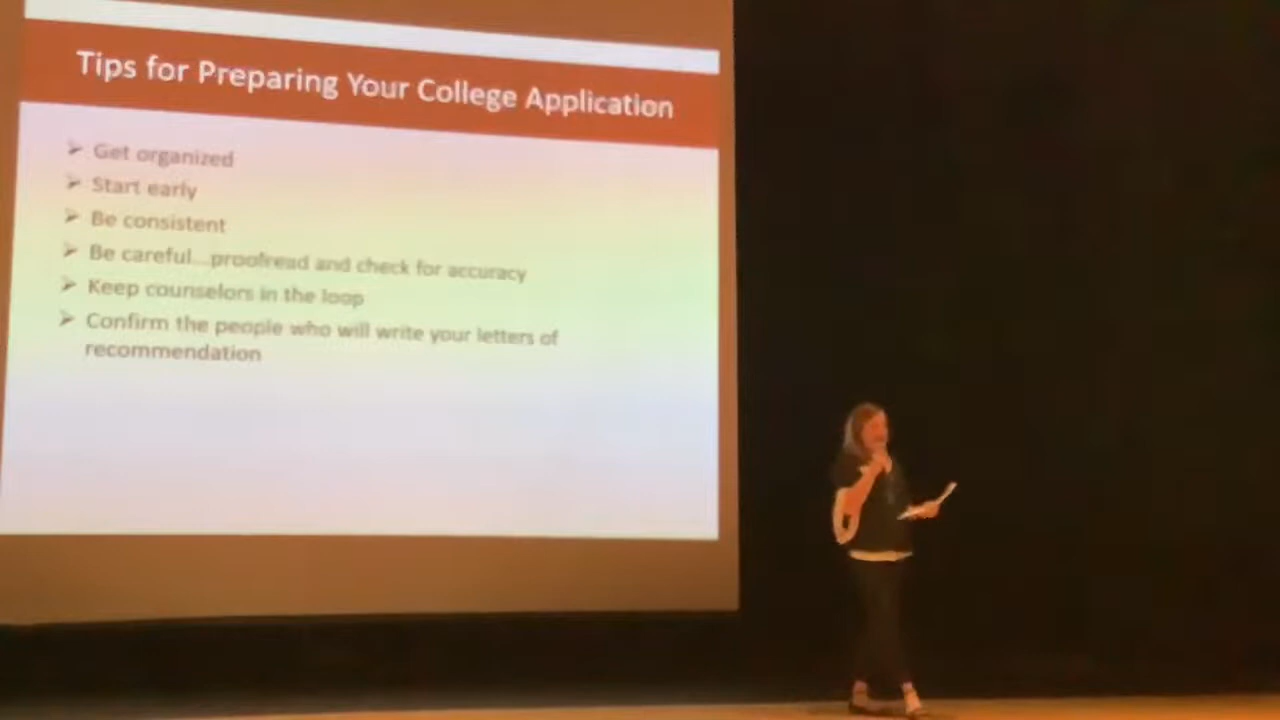 Tips for Preparing Your College Application
➢ Get organized
➢ Start early
➢ Be consistent
➢ Be careful...proofread and check for accuracy
➢ Keep counselors in the loop
➢ Confirm the people who will write your letters of
recommendation